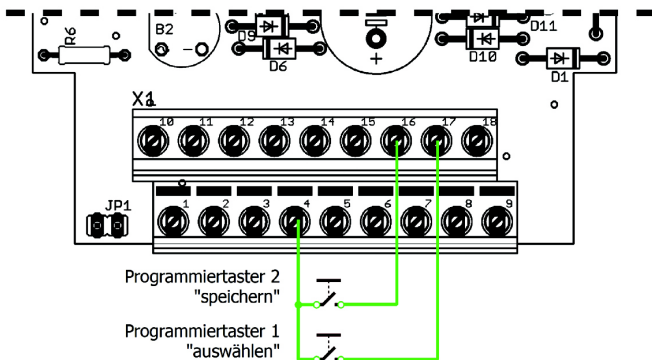 R6
B2
D9
D6
+
D11
D10
D1
X1
10 11 12 13 14 15 16 17 18
JP1
1 2 3 4 5 6 7 8 9
Programmiertaster 2
"speichern"
Programmiertaster 1
"auswählen"